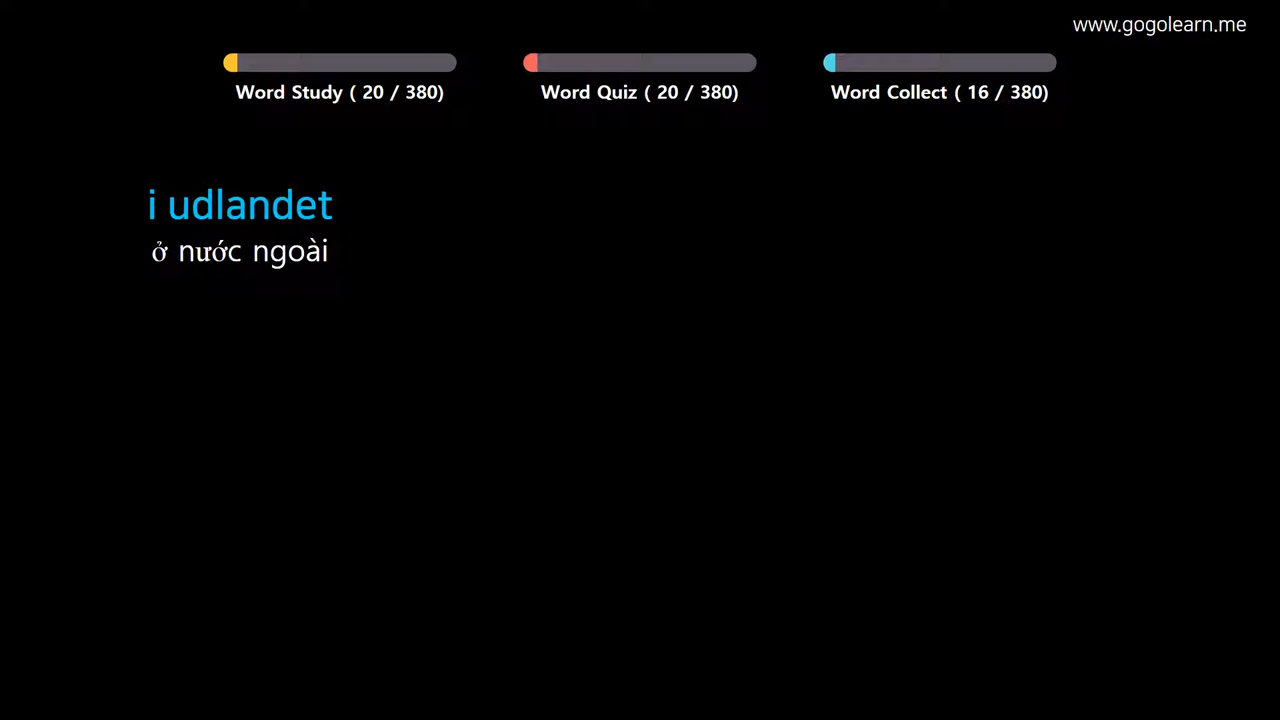 www.gogolearn.me
Word Study ( 20 / 380)
Word Quiz ( 20 / 380)
Word Collect ( 16 / 380)
i udlandet
ở nước ngoài